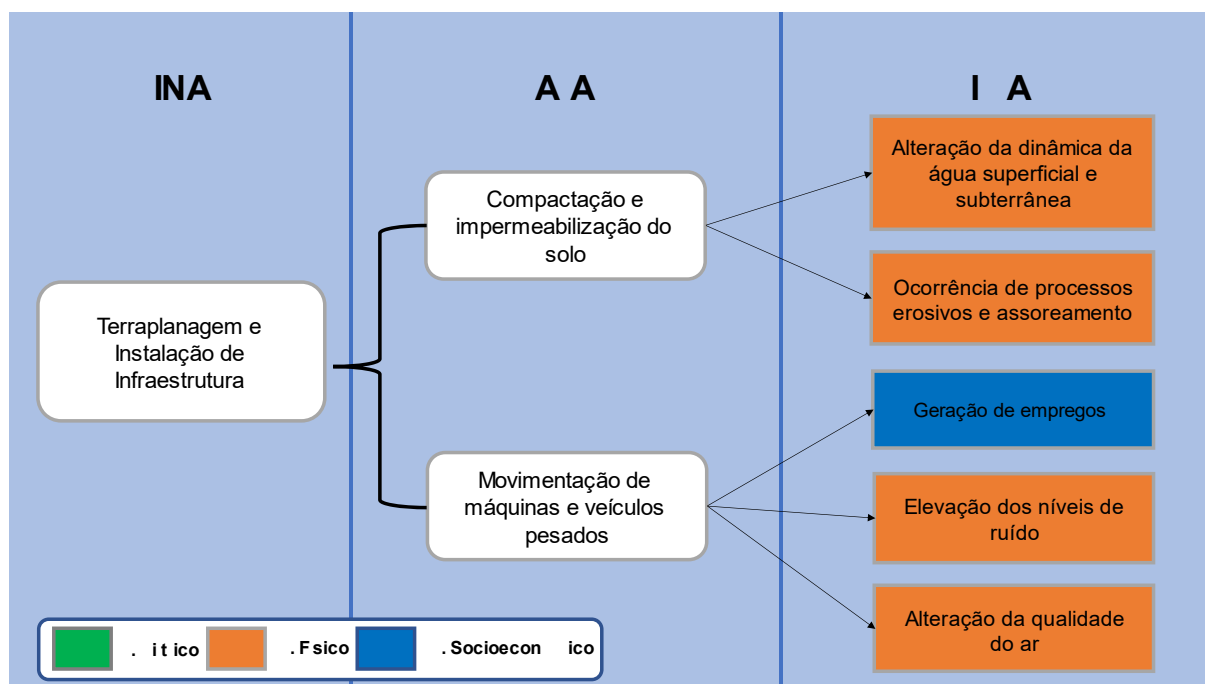 INA
A A
I A
Terraplanagem e
Instalação de
Infraestrutura
Compactação e
impermeabilização do
solo
Movimentação de
máquinas e veículos
pesados
Alteração da dinâmica da
água superficial e
subterrânea
Ocorrência de processos
erosivos e assoreamento
Geração de empregos
Elevação dos níveis de
ruído
Alteração da qualidade
do ar
. i t ico
. F sico
. Socioecon ico